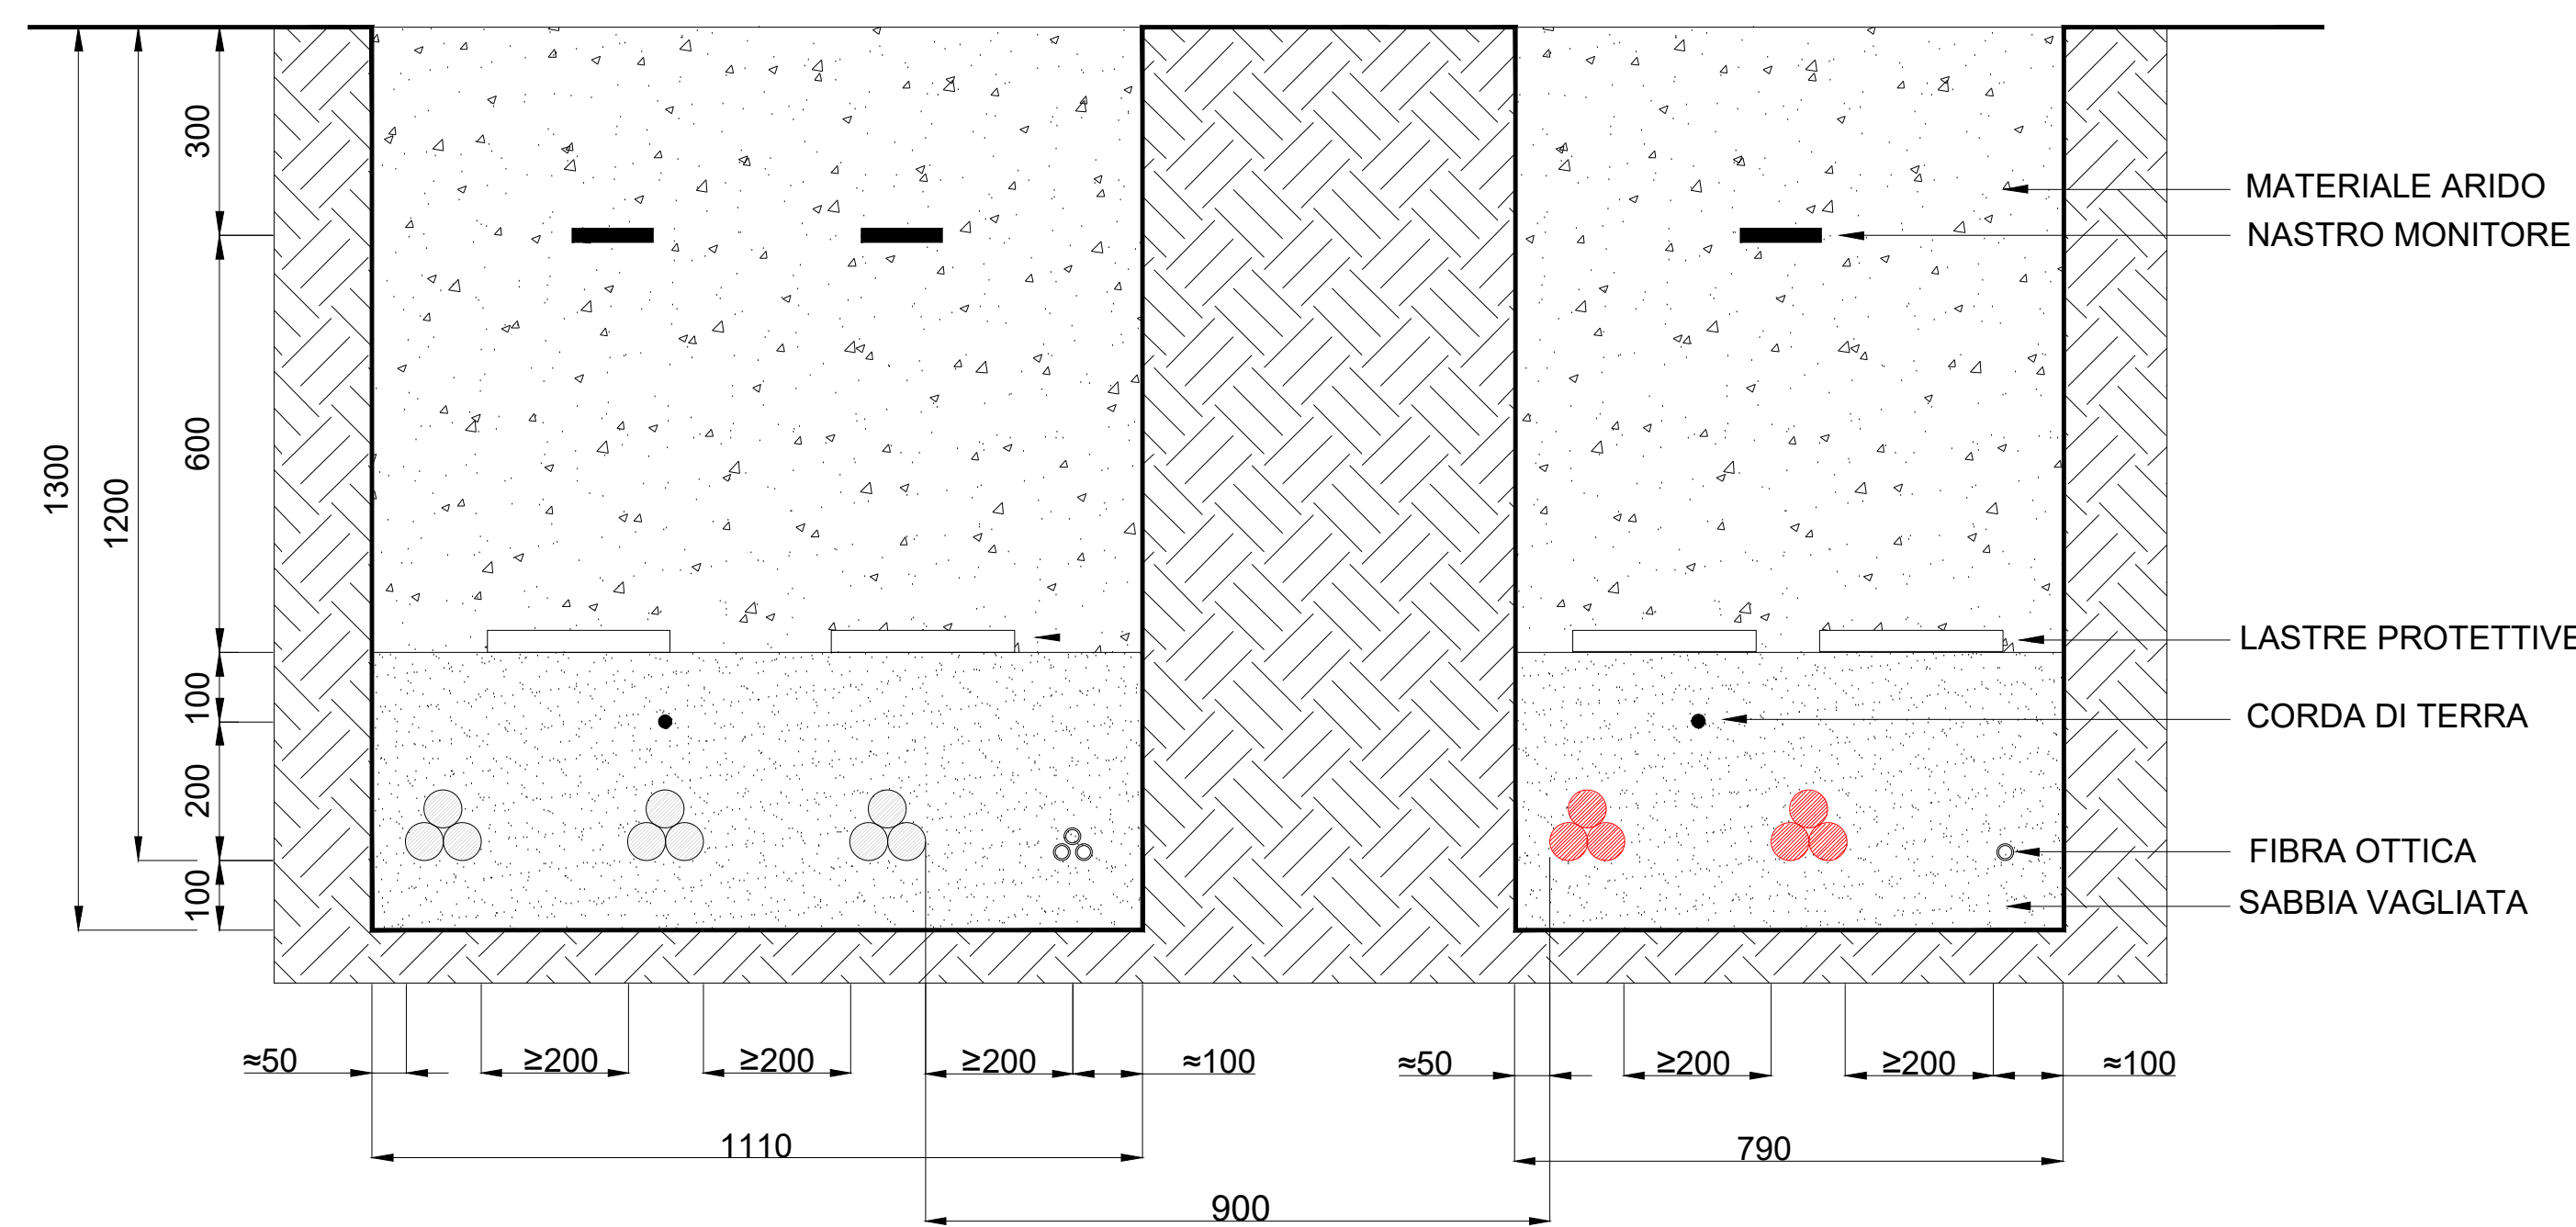 300
600
1300
1200
100
200
100
MATERIALE ARIDO
NASTRO MONITORE
LASTRE PROTETTIVE
CORDA DI TERRA
FIBRA OTTICA
SABBIA VAGLIATA
≈50 ≥200 ≥200 ≥200 ≈100 ≈50 ≥200 ≥200 ≈100
1110 790
900